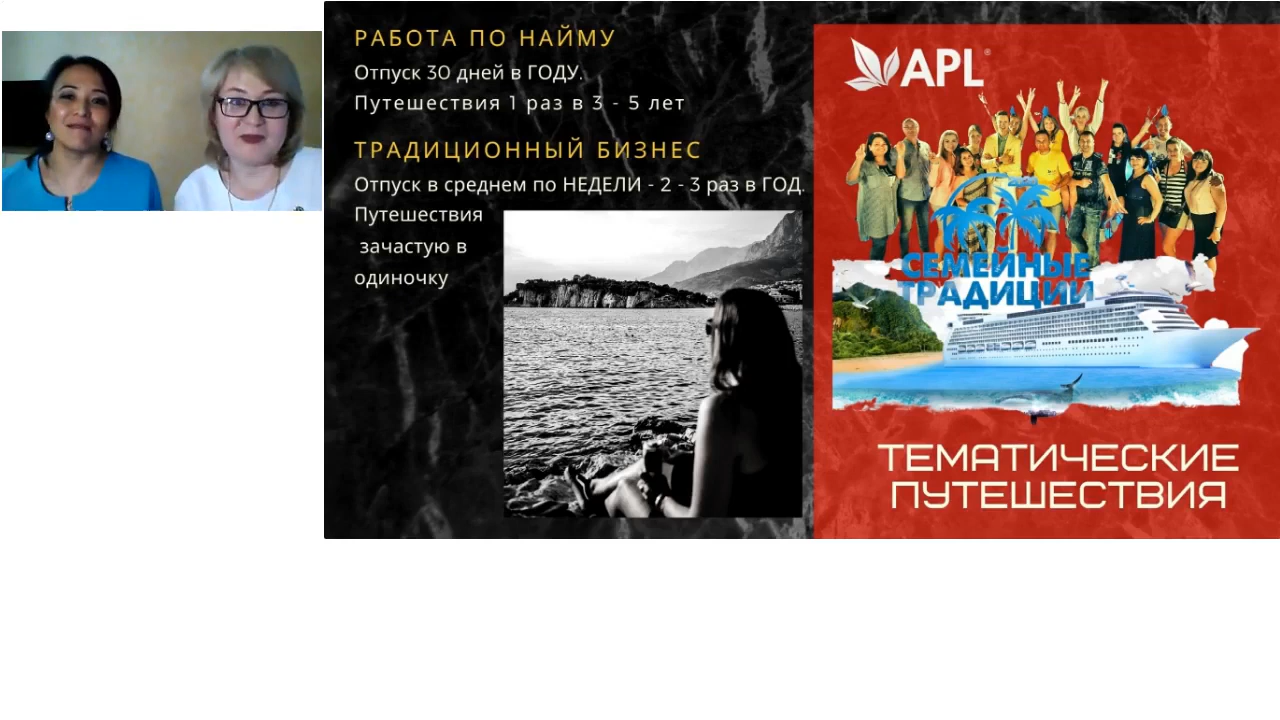 РАБОТА ПО НАЙМУ
Отпуск 30 дней в ГОДУ.
Путешествия 1 раз в 3 - 5 лет
ТРАДИЦИОННЫЙ БИЗНЕС
Отпуск в среднем по НЕДЕЛИ - 2 - 3 раз в ГОД.
Путешествия
зачастую в
одиночку
APL®
СЕМЕЙНЫЕ
ТРАДИЦИИ
ТЕМАТИЧЕСКИЕ
ПУТЕШЕСТВИЯ